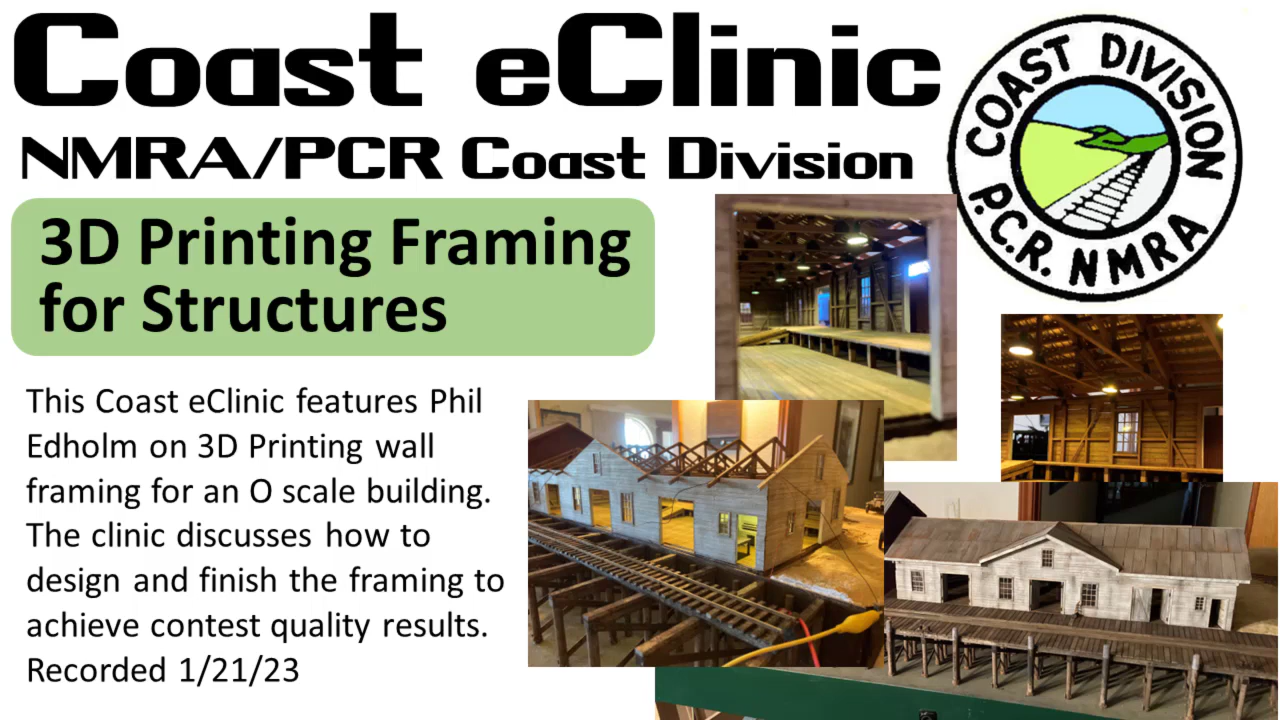 Coast eClinic
NMRA/PCR Coast Division
COAST DIVISION
P.C.R. NMRA
3D Printing Framing
for Structures
This Coast eClinic features Phil
Edholm on 3D Printing wall
framing for an O scale building.
The clinic discusses how to
design and finish the framing to
achieve contest quality results.
Recorded 1/21/23